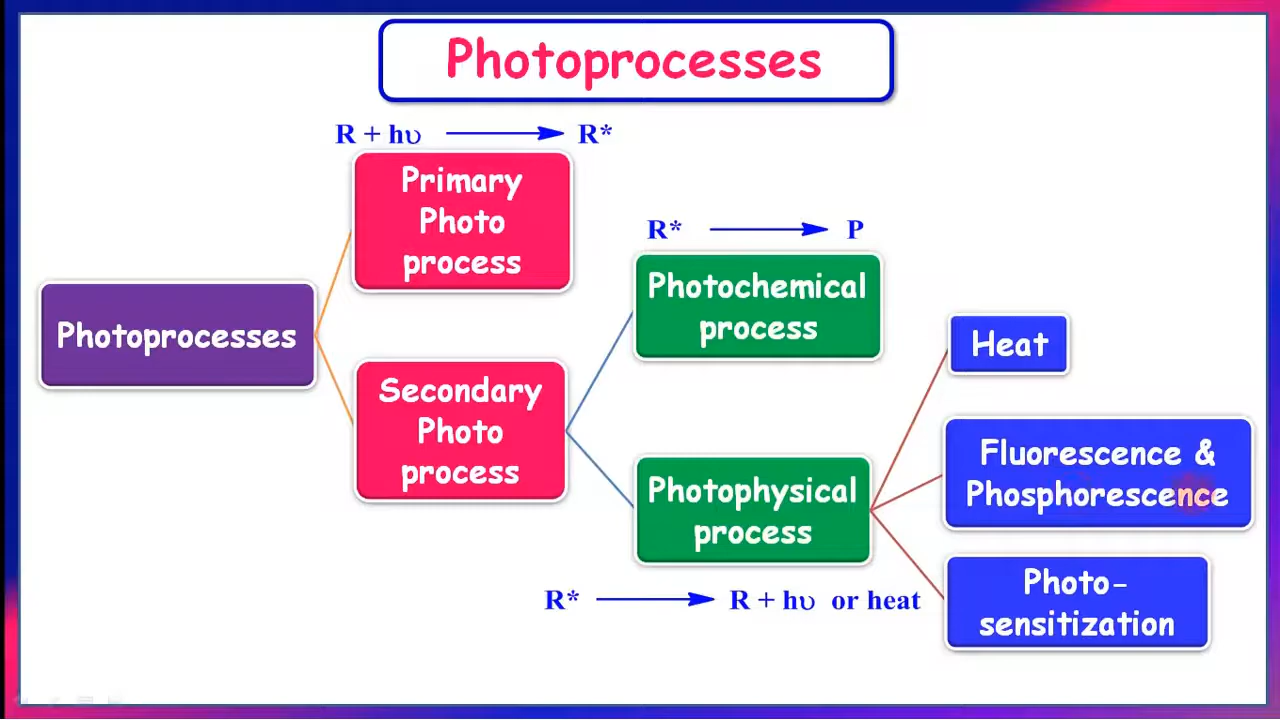 Photoprocesses
R + hυ → R*
Primary
Photo
process
R* → P
Photochemical
process
Photoprocesses
Heat
Secondary
Photo
process
Fluorescence &
Phosphorescence
Photophysical
process
R* → R + hυ or heat
Photo-
sensitization